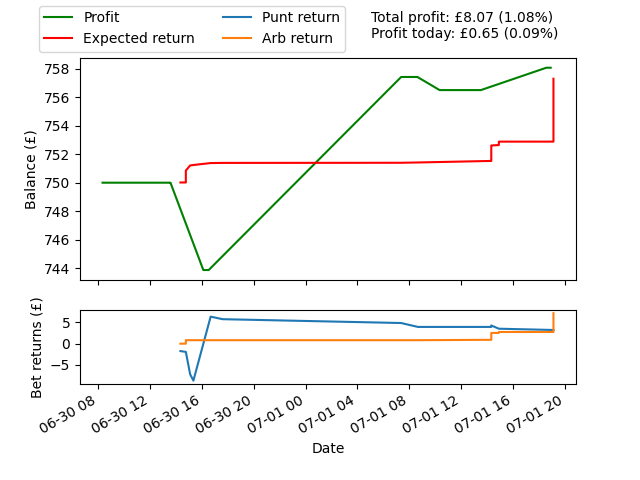 Profit
Expected return
Punt return
Arb return
Total profit: £8.07 (1.08%)
Profit today: £0.65 (0.09%)
758
756
754
752
750
748
746
744
Balance (£)
5
0
−5
Bet returns (£)
06-30 08
06-30 12
06-30 16
06-30 20
07-01 00
07-01 04
07-01 08
07-01 12
07-01 16
07-01 20
Date